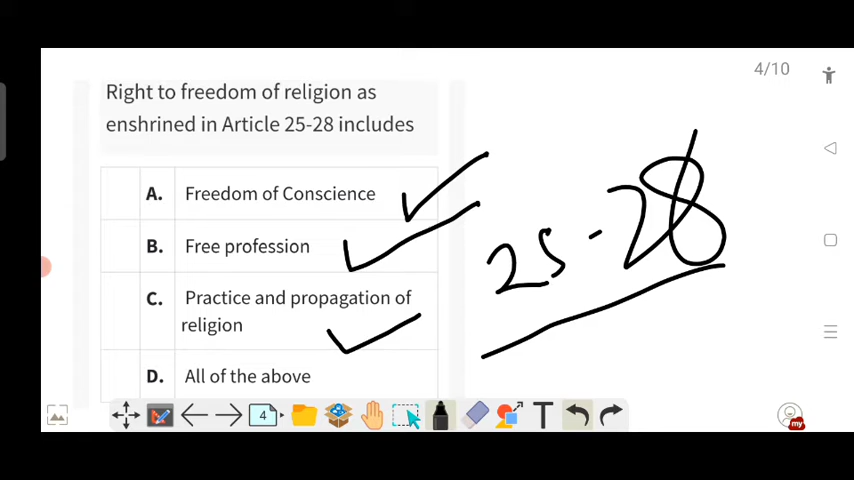 4/10
Right to freedom of religion as
enshrined in Article 25-28 includes
A. Freedom of Conscience
B. Free profession
C. Practice and propagation of
religion
D. All of the above
25-28
4
T
my